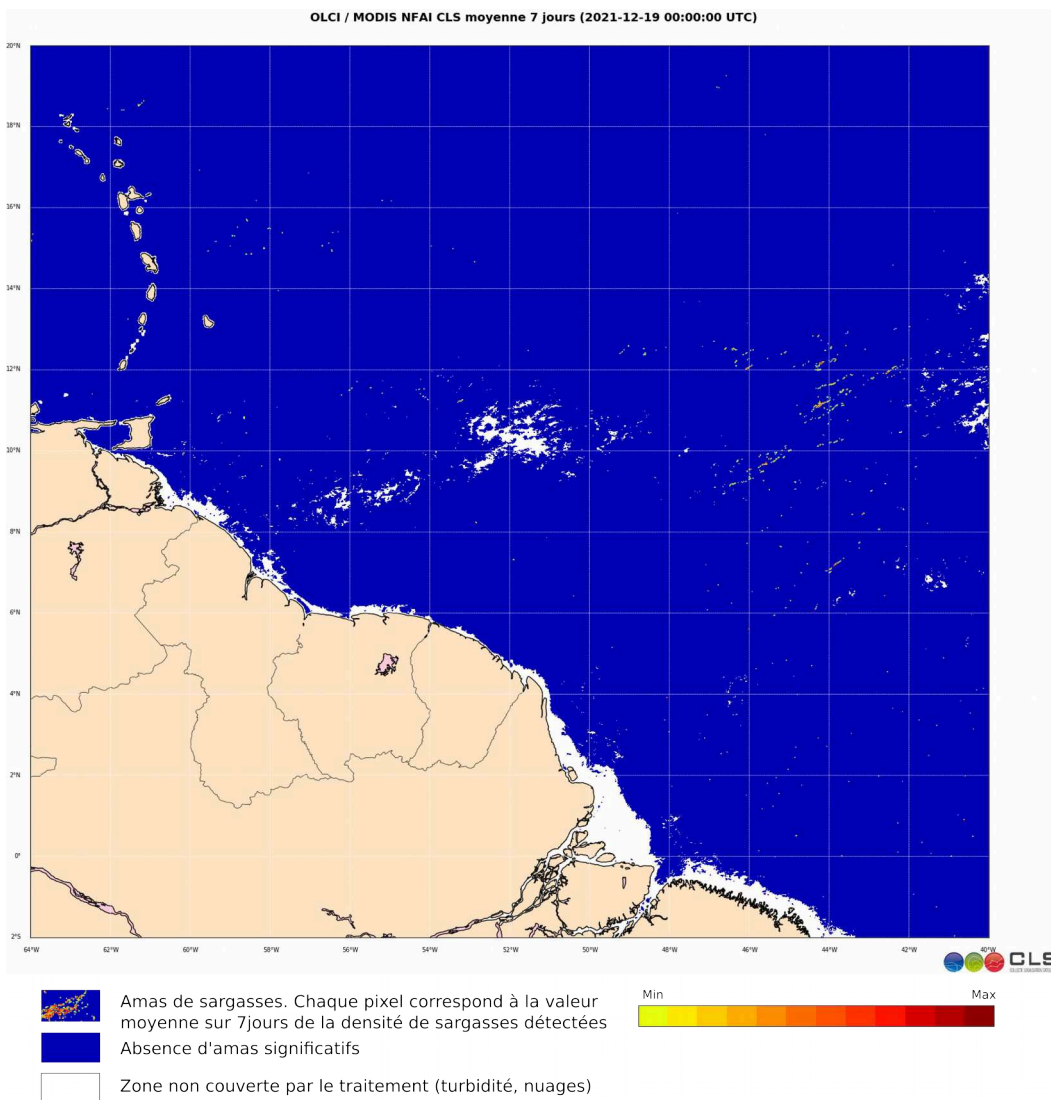 OLCI / MODIS NFAI CLS moyenne 7 jours (2021-12-19 00:00:00 UTC)
20°N
18°N
16°N
14°N
12°N
10°N
8°N
6°N
4°N
2°N
0°
2°S
64°W 62°W 60°W 58°W 56°W 54°W 52°W 50°W 48°W 46°W 44°W 42°W 40°W
CLS
Amas de sargasses. Chaque pixel correspond à la valeur
moyenne sur 7jours de la densité de sargasses détectées
Min Max
Absence d'amas significatifs
Zone non couverte par le traitement (turbidité, nuages)